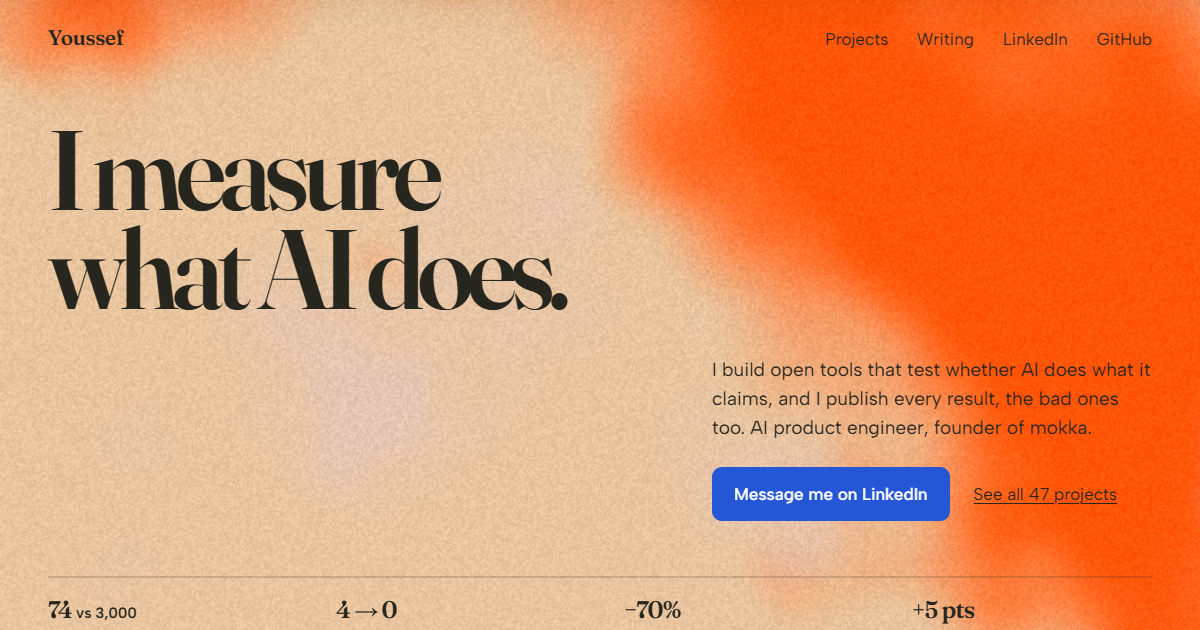 Youssef
Projects Writing LinkedIn GitHub
I measure
what AI does.
I build open tools that test whether AI does what it
claims, and I publish every result, the bad ones
too. AI product engineer, founder of mokka.
Message me on LinkedIn See all 47 projects
74 vs 3,000 4 → 0 −70% +5 pts